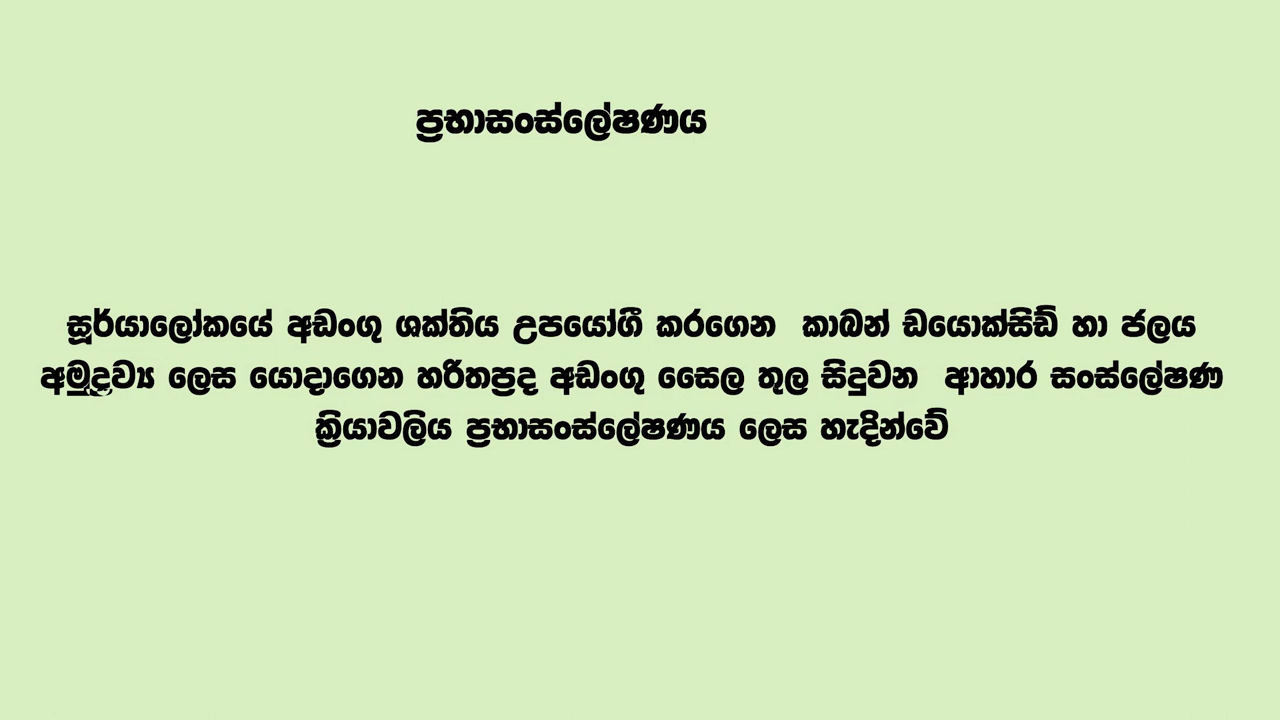 ප්‍රභාසංස්ලේෂණය
සූර්යාලෝකයේ අඩංගු ශක්තිය උපයෝගී කරගෙන කාබන් ඩයොක්සිඩ් හා ජලය
අමුද්‍රව්‍ය ලෙස යොදාගෙන හරිතප්‍රද අඩංගු සෛල තුල සිදුවන ආහාර සංස්ලේෂණ
ක්‍රියාවලිය ප්‍රභාසංස්ලේෂණය ලෙස හැදින්වේ